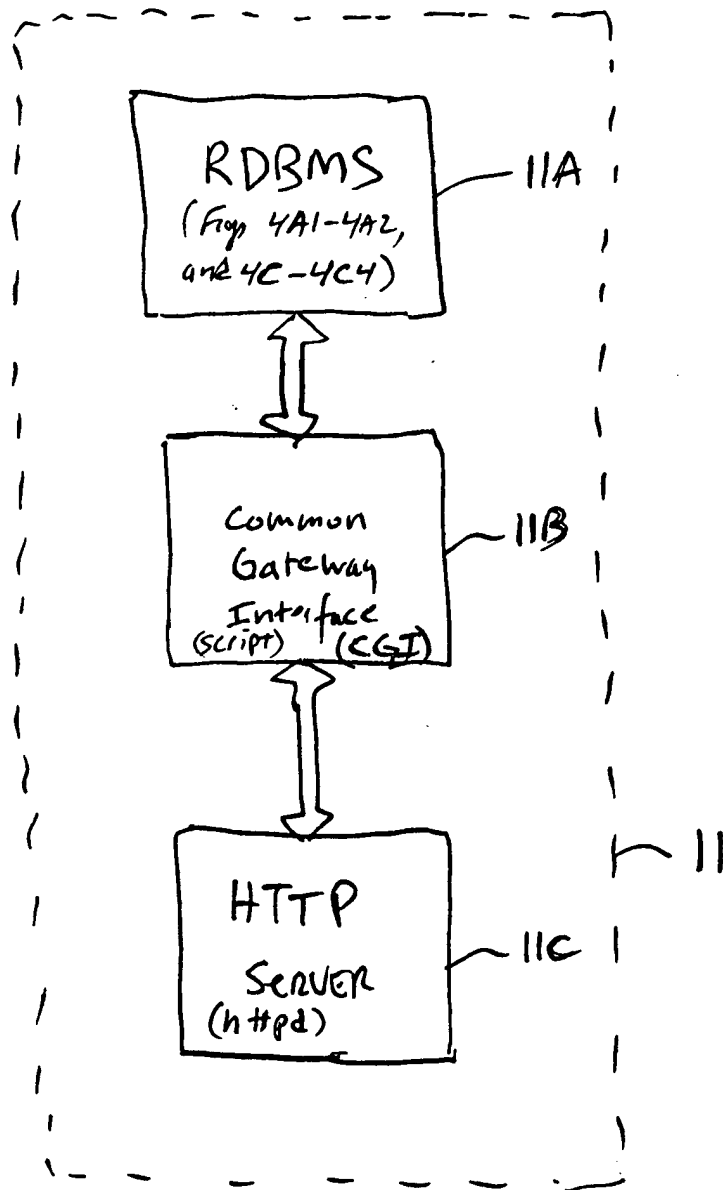 RDBMS
(Figs 4A1-4A2,
and 4C-4C4)
11A
Common
Gateway
Interface
(script) (CGI)
11B
HTTP
SERVER
(httpd)
11C
11